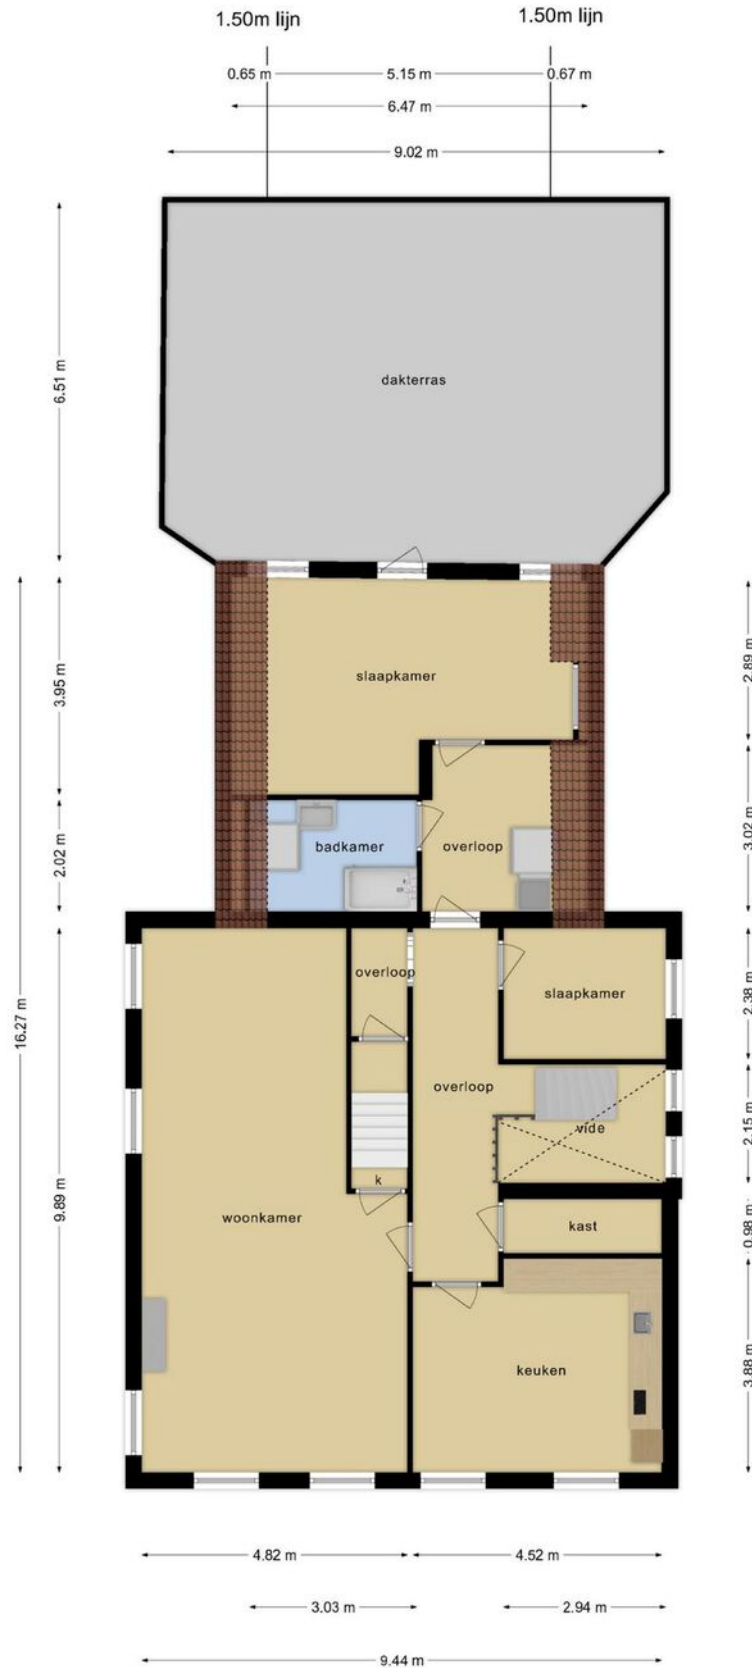 1.50m lijn
1.50m lijn
0.65 m
5.15 m
0.67 m
6.47 m
9.02 m
6.51 m
dakterras
16.27 m
3.95 m
slaapkamer
2.89 m
2.02 m
badkamer
overloop
3.02 m
9.89 m
overloop
slaapkamer
2.38 m
overloop
vide
2.15 m
k
woonkamer
kast
0.98 m
keuken
3.88 m
4.82 m
4.52 m
3.03 m
2.94 m
9.44 m